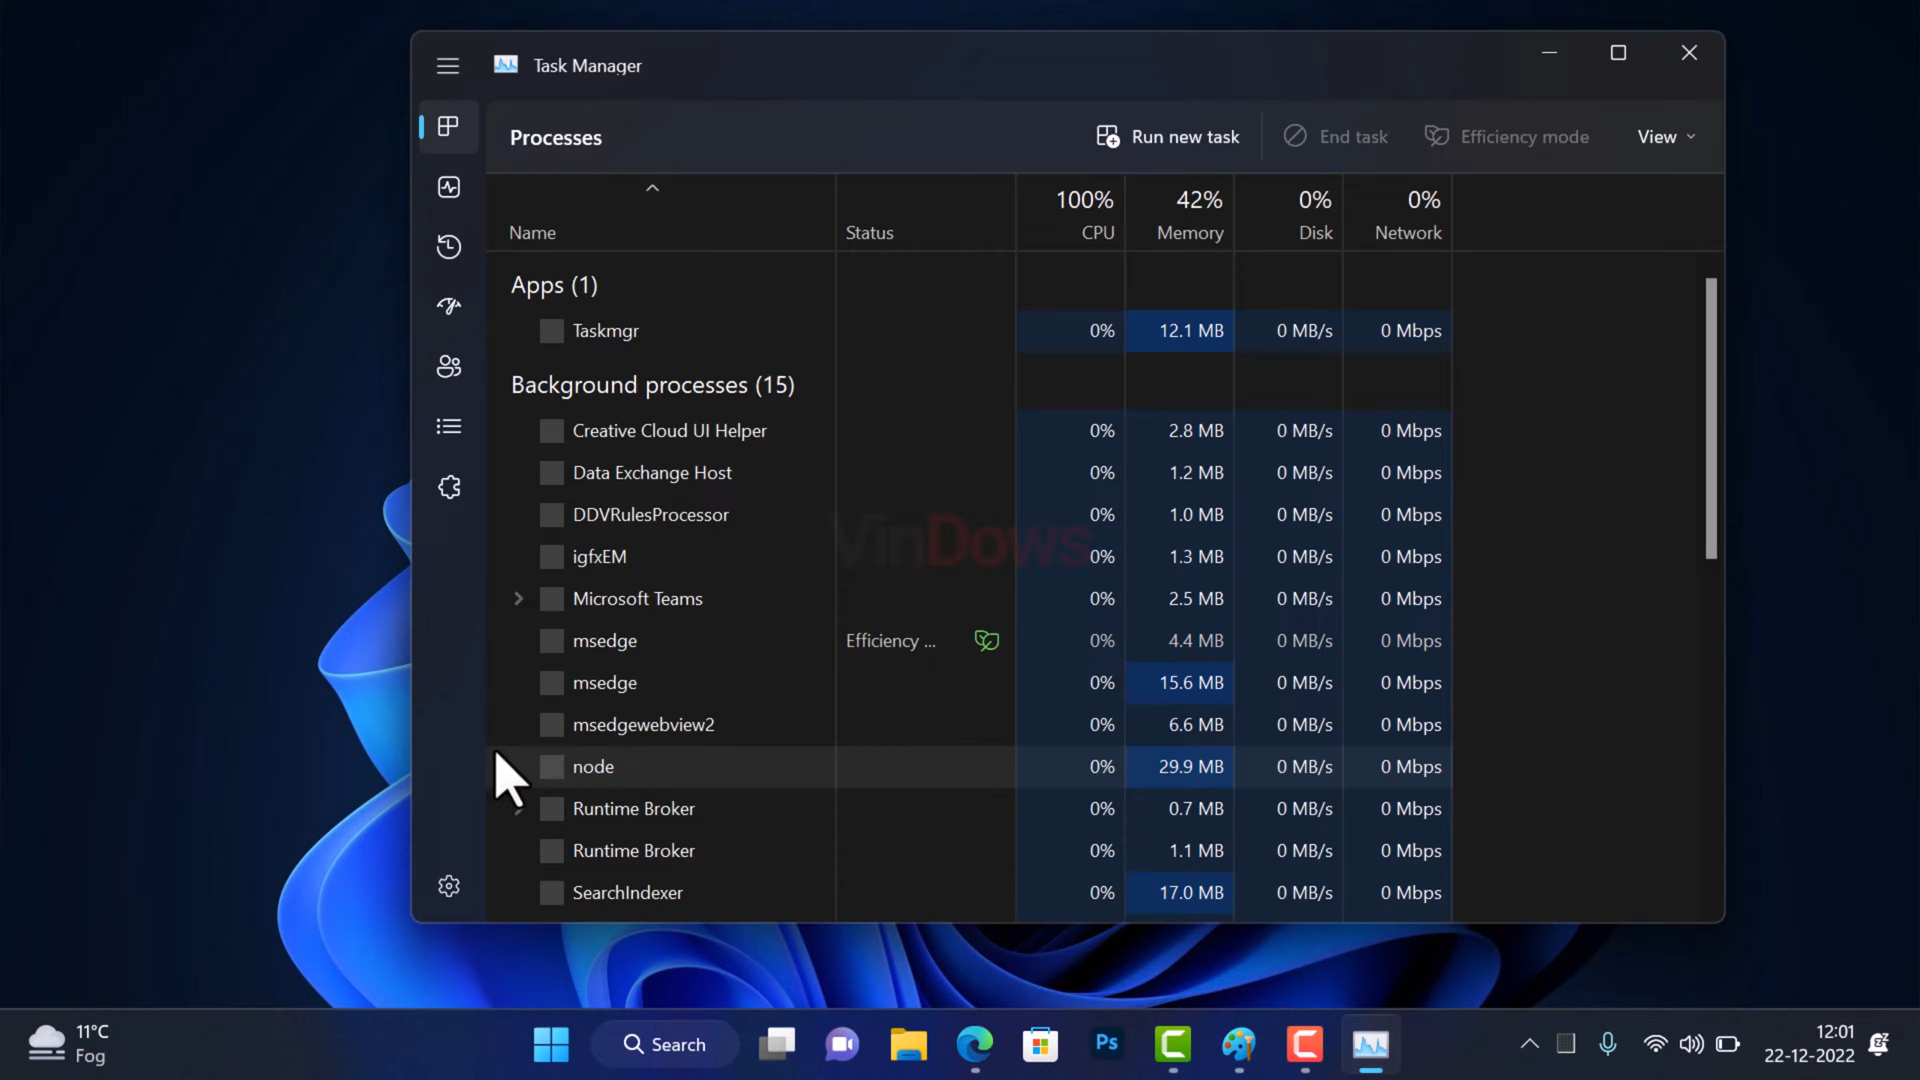 Task Manager
Processes
Run new task
End task
Efficiency mode
View
100%
42%
0%
0%
Name
Status
CPU
Memory
Disk
Network
Apps (1)
Taskmgr
0%
12.1 MB
0 MB/s
0 Mbps
Background processes (15)
Creative Cloud UI Helper
0%
2.8 MB
0 MB/s
0 Mbps
Data Exchange Host
0%
1.2 MB
0 MB/s
0 Mbps
DDVRulesProcessor
0%
1.0 MB
0 MB/s
0 Mbps
VinDows
igfxEM
0%
1.3 MB
0 MB/s
0 Mbps
Microsoft Teams
0%
2.5 MB
0 MB/s
0 Mbps
msedge
Efficiency ...
0%
4.4 MB
0 MB/s
0 Mbps
msedge
0%
15.6 MB
0 MB/s
0 Mbps
msedgewebview2
0%
6.6 MB
0 MB/s
0 Mbps
node
0%
29.9 MB
0 MB/s
0 Mbps
Runtime Broker
0%
0.7 MB
0 MB/s
0 Mbps
Runtime Broker
0%
1.1 MB
0 MB/s
0 Mbps
SearchIndexer
0%
17.0 MB
0 MB/s
0 Mbps
11°C
Fog
Search
Ps
12:01
22-12-2022